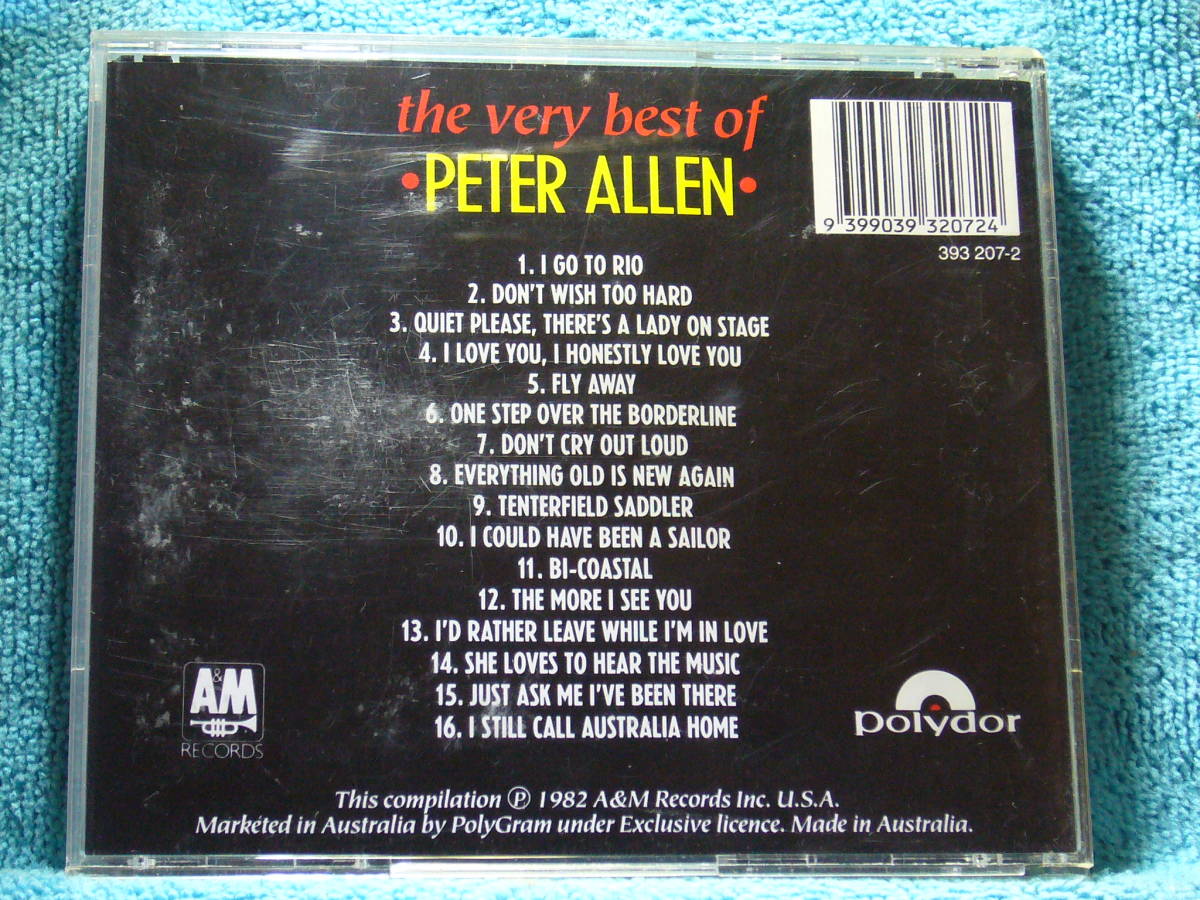 the very best of
•PETER ALLEN•
9 399039 320724
393 207-2
1. I GO TO RIO
2. DON'T WISH TOO HARD
3. QUIET PLEASE, THERE'S A LADY ON STAGE
4. I LOVE YOU, I HONESTLY LOVE YOU
5. FLY AWAY
6. ONE STEP OVER THE BORDERLINE
7. DON'T CRY OUT LOUD
8. EVERYTHING OLD IS NEW AGAIN
9. TENTERFIELD SADDLER
10. I COULD HAVE BEEN A SAILOR
11. BI-COASTAL
12. THE MORE I SEE YOU
13. I'D RATHER LEAVE WHILE I'M IN LOVE
14. SHE LOVES TO HEAR THE MUSIC
15. JUST ASK ME I'VE BEEN THERE
16. I STILL CALL AUSTRALIA HOME
A&M
RECORDS
polydor
This compilation ℗ 1982 A&M Records Inc. U.S.A.
Marketed in Australia by PolyGram under Exclusive licence. Made in Australia.